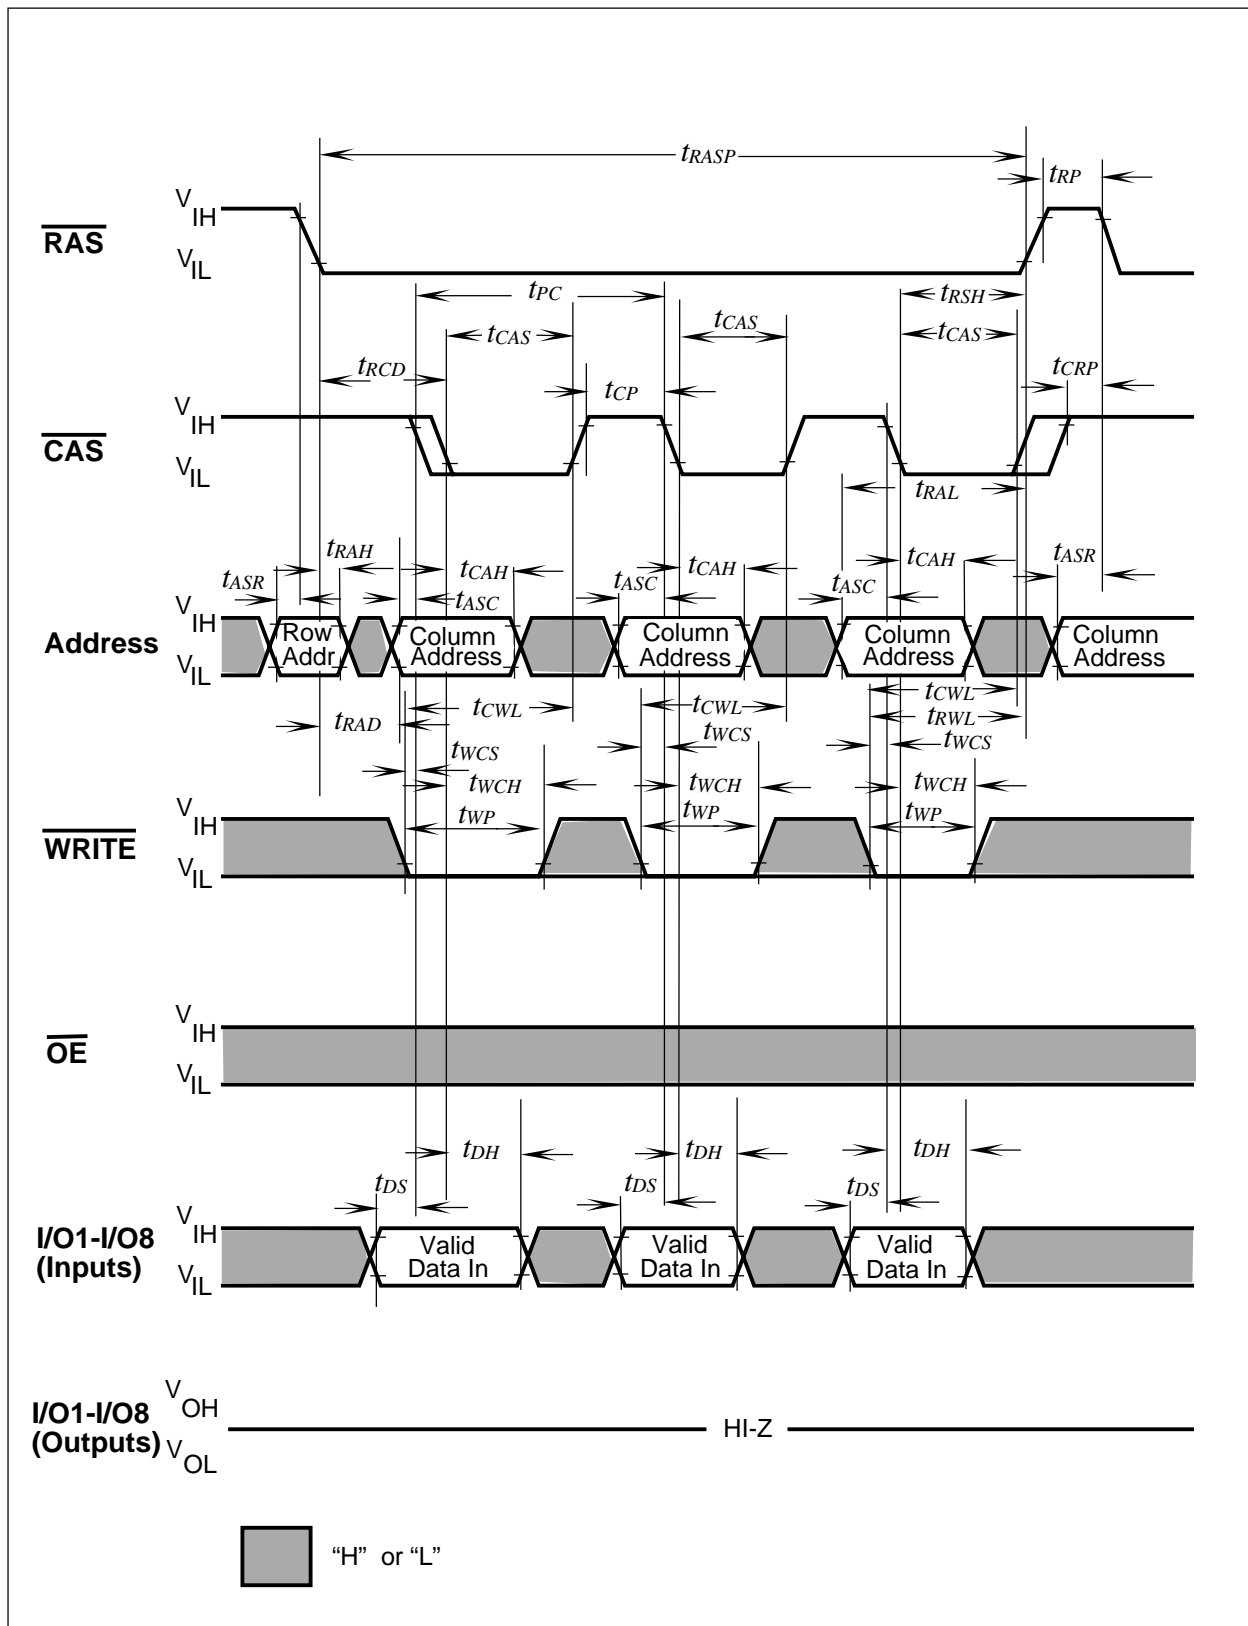 tRASP
tRP
VIH
RAS
VIL
tPC
tRSH
tCAS
tCAS
tCAS
tRCD
tCP
tCRP
VIH
CAS
VIL
tRAL
tRAH
tASR
tCAH
tASC
tASC
tCAH
tASC
tCAH
tASR
VIH
Address
VIL
Row
Addr
Column
Address
Column
Address
Column
Address
Column
Address
tRAD
tCWL
tCWL
tCWL
tRWL
tWCS
tWCS
tWCS
tWCH
tWCH
tWCH
tWP
tWP
tWP
VIH
WRITE
VIL
VIH
OE
VIL
tDH
tDH
tDH
tDS
tDS
tDS
VIH
I/O1-I/O8
(Inputs)
VIL
Valid
Data In
Valid
Data In
Valid
Data In
VOH
I/O1-I/O8
(Outputs)
VOL
HI-Z
“H” or “L”